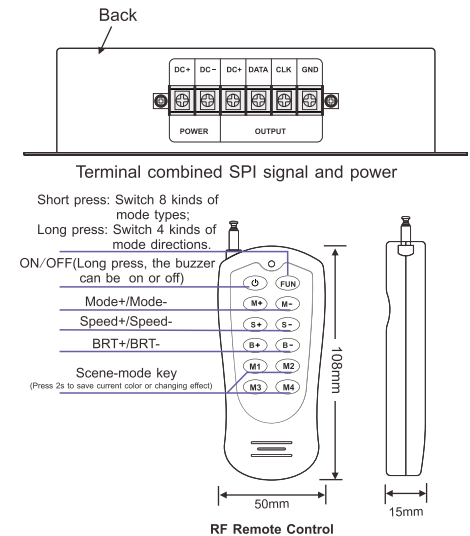 Back
DC+ DC- DC+ DATA CLK GND
POWER OUTPUT
Terminal combined SPI signal and power
Short press: Switch 8 kinds of
mode types;
Long press: Switch 4 kinds of
mode directions.
ON/OFF(Long press, the buzzer
can be on or off)
Mode+/Mode-
Speed+/Speed-
BRT+/BRT-
Scene-mode key
(Press 2s to save current color or changing effect)
FUN
M+ M-
S+ S-
B+ B-
M1 M2
M3 M4
108mm
50mm
15mm
RF Remote Control